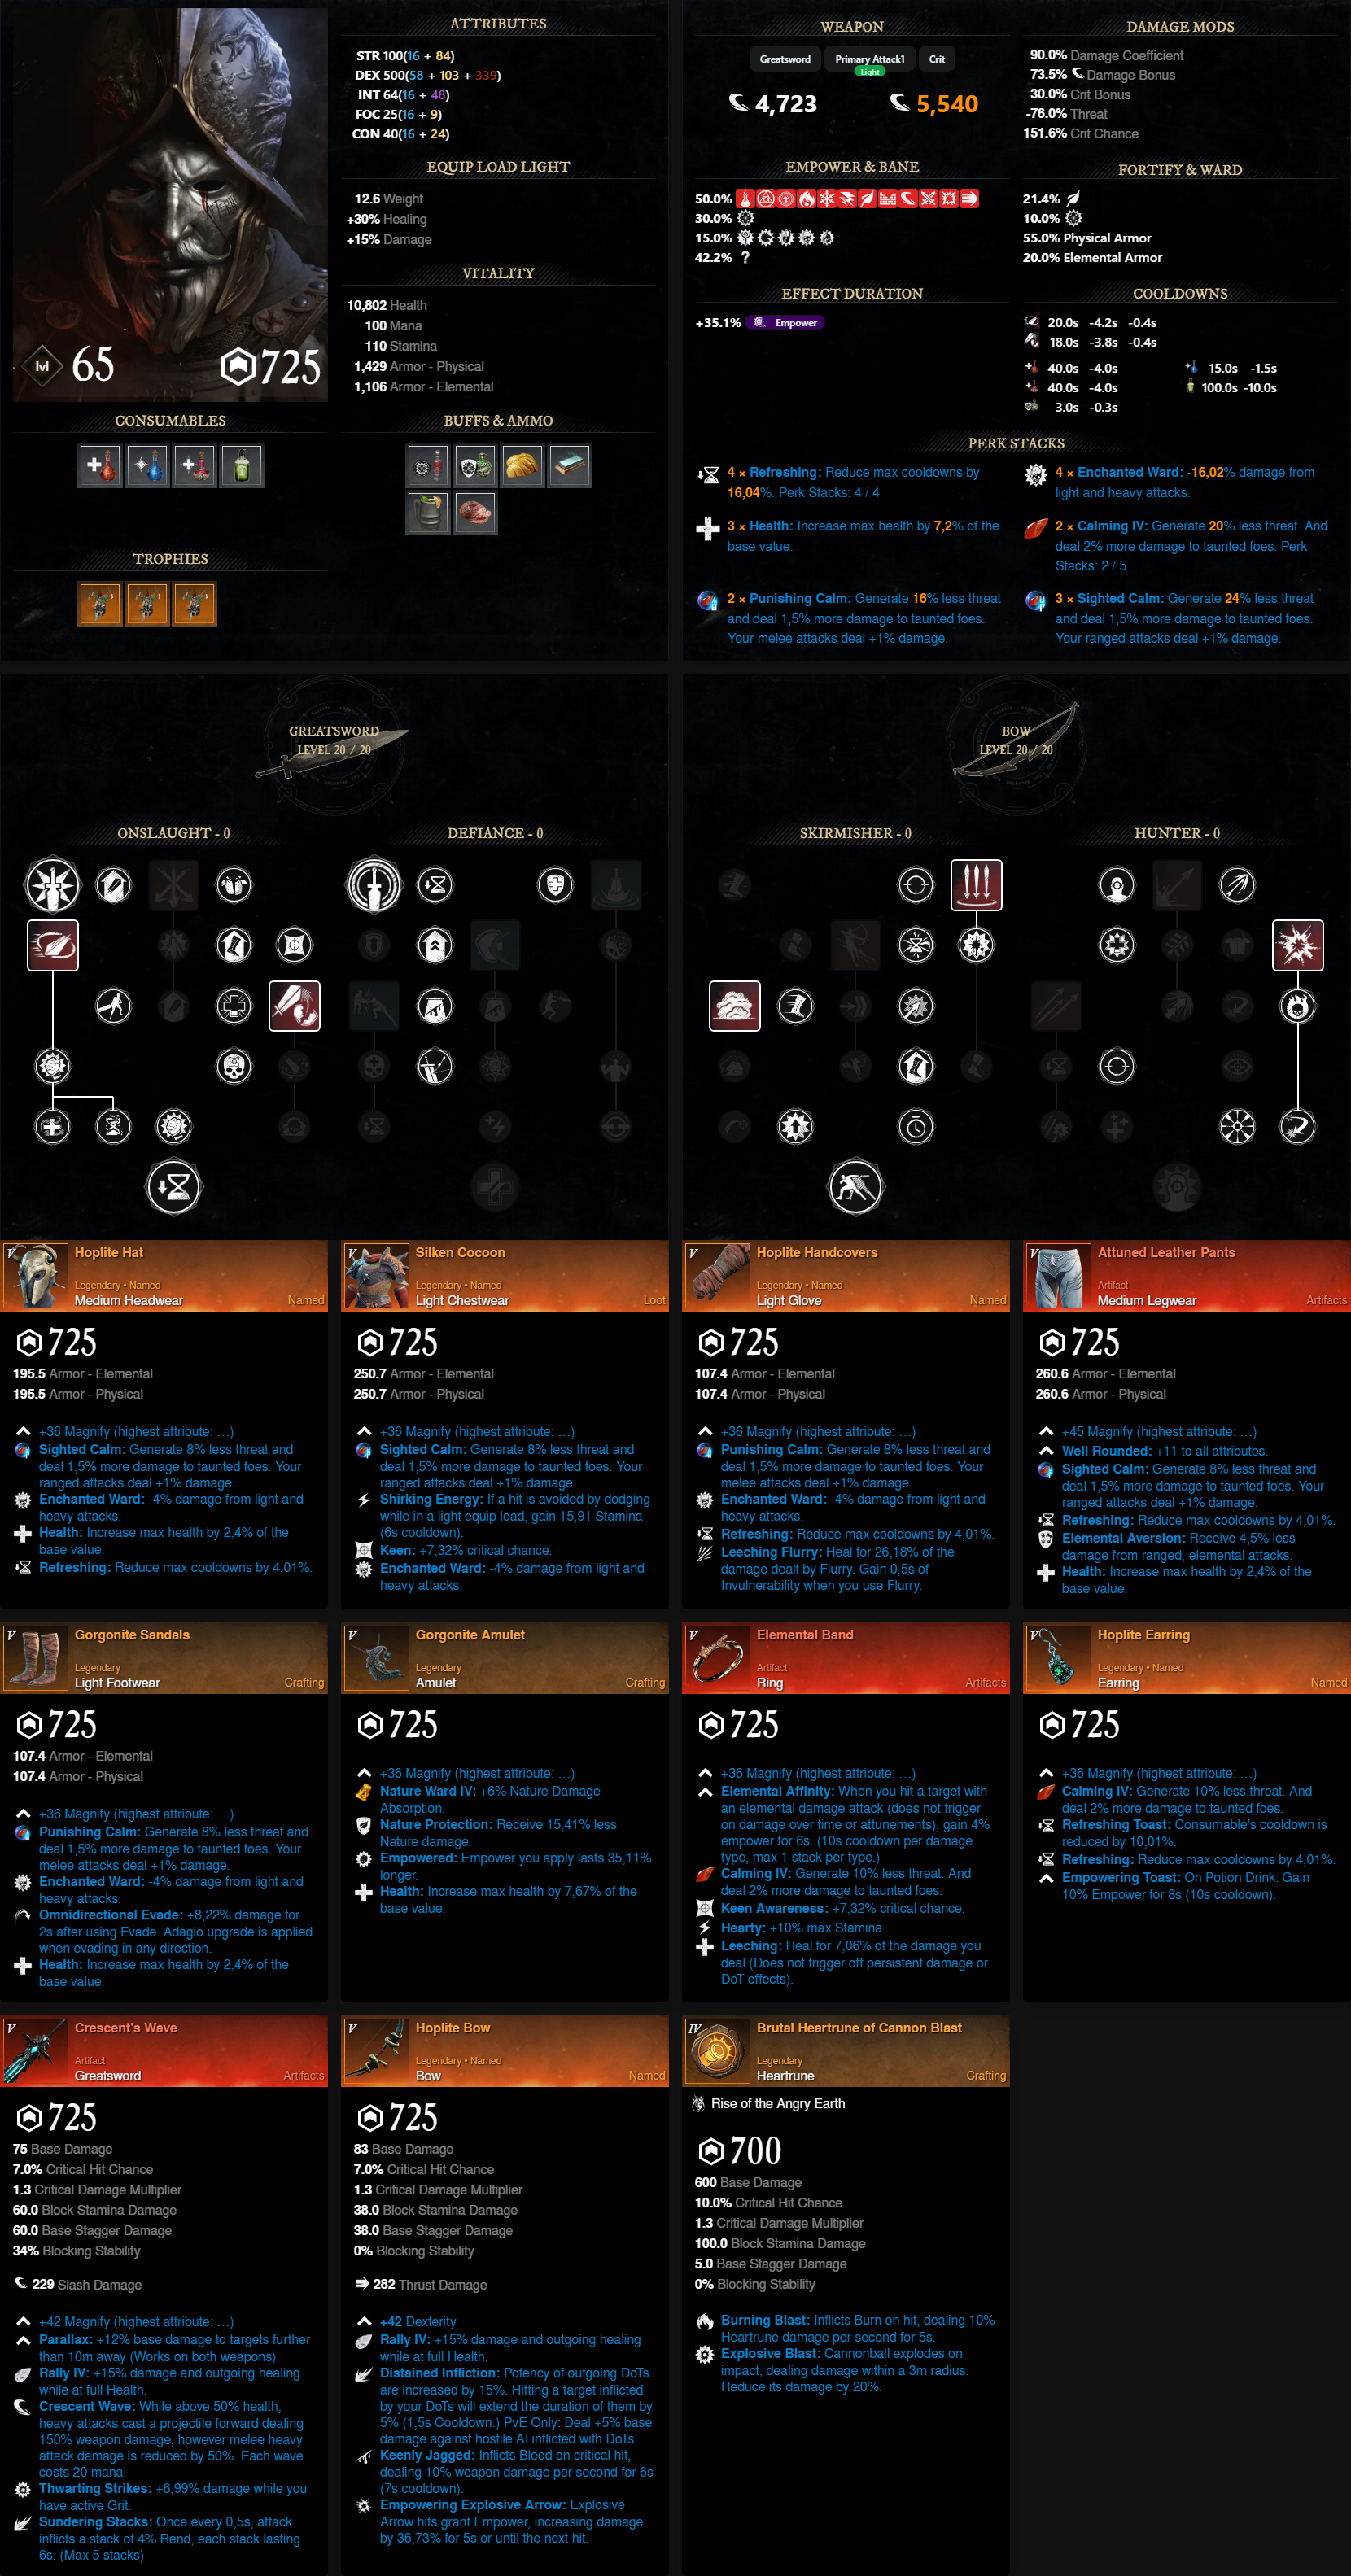 ATTRIBUTES
STR 100(16 + 84)
DEX 500(58 + 103 + 339)
INT 64(16 + 48)
FOC 25(16 + 9)
CON 40(16 + 24)
EQUIP LOAD LIGHT
12.6 Weight
+30% Healing
+15% Damage
VITALITY
10,802 Health
100 Mana
110 Stamina
1,429 Armor - Physical
1,106 Armor - Elemental
lvl 65
725
CONSUMABLES
BUFFS & AMMO
TROPHIES
WEAPON
Greatsword Primary Attack1 Crit
Light
4,723 5,540
DAMAGE MODS
90.0% Damage Coefficient
73.5% Damage Bonus
30.0% Crit Bonus
-76.0% Threat
151.6% Crit Chance
EMPOWER & BANE
50.0%
30.0%
15.0%
42.2% ?
FORTIFY & WARD
21.4%
10.0%
55.0% Physical Armor
20.0% Elemental Armor
EFFECT DURATION
+35.1% Empower
COOLDOWNS
20.0s -4.2s -0.4s
18.0s -3.8s -0.4s
40.0s -4.0s 15.0s -1.5s
40.0s -4.0s 100.0s -10.0s
3.0s -0.3s
PERK STACKS
4 × Refreshing: Reduce max cooldowns by
16,04%. Perk Stacks: 4 / 4
4 × Enchanted Ward: -16,02% damage from
light and heavy attacks.
3 × Health: Increase max health by 7,2% of the
base value.
2 × Calming IV: Generate 20% less threat. And
deal 2% more damage to taunted foes. Perk
Stacks: 2 / 5
2 × Punishing Calm: Generate 16% less threat
and deal 1,5% more damage to taunted foes.
Your melee attacks deal +1% damage.
3 × Sighted Calm: Generate 24% less threat
and deal 1,5% more damage to taunted foes.
Your ranged attacks deal +1% damage.
GREATSWORD
LEVEL 20 / 20
ONSLAUGHT - 0
DEFIANCE - 0
BOW
LEVEL 20 / 20
SKIRMISHER - 0
HUNTER - 0
V
Hoplite Hat
Legendary • Named
Medium Headwear Named
725
195.5 Armor - Elemental
195.5 Armor - Physical
+36 Magnify (highest attribute: ...)
Sighted Calm: Generate 8% less threat and
deal 1,5% more damage to taunted foes. Your
ranged attacks deal +1% damage.
Enchanted Ward: -4% damage from light and
heavy attacks.
Health: Increase max health by 2,4% of the
base value.
Refreshing: Reduce max cooldowns by 4,01%.
V
Silken Cocoon
Legendary • Named
Light Chestwear Loot
725
250.7 Armor - Elemental
250.7 Armor - Physical
+36 Magnify (highest attribute: ...)
Sighted Calm: Generate 8% less threat and
deal 1,5% more damage to taunted foes. Your
ranged attacks deal +1% damage.
Shirking Energy: If a hit is avoided by dodging
while in a light equip load, gain 15,91 Stamina
(6s cooldown).
Keen: +7,32% critical chance.
Enchanted Ward: -4% damage from light and
heavy attacks.
V
Hoplite Handcovers
Legendary • Named
Light Glove Named
725
107.4 Armor - Elemental
107.4 Armor - Physical
+36 Magnify (highest attribute: ...)
Punishing Calm: Generate 8% less threat and
deal 1,5% more damage to taunted foes. Your
melee attacks deal +1% damage.
Enchanted Ward: -4% damage from light and
heavy attacks.
Refreshing: Reduce max cooldowns by 4,01%.
Leeching Flurry: Heal for 26,18% of the
damage dealt by Flurry. Gain 0,5s of
Invulnerability when you use Flurry.
V
Attuned Leather Pants
Artifact
Medium Legwear Artifacts
725
260.6 Armor - Elemental
260.6 Armor - Physical
+45 Magnify (highest attribute: ...)
Well Rounded: +11 to all attributes.
Sighted Calm: Generate 8% less threat and
deal 1,5% more damage to taunted foes. Your
ranged attacks deal +1% damage.
Refreshing: Reduce max cooldowns by 4,01%.
Elemental Aversion: Receive 4,5% less
damage from ranged, elemental attacks.
Health: Increase max health by 2,4% of the
base value.
V
Gorgonite Sandals
Legendary
Light Footwear Crafting
725
107.4 Armor - Elemental
107.4 Armor - Physical
+36 Magnify (highest attribute: ...)
Punishing Calm: Generate 8% less threat and
deal 1,5% more damage to taunted foes. Your
melee attacks deal +1% damage.
Enchanted Ward: -4% damage from light and
heavy attacks.
Omnidirectional Evade: +8,22% damage for
2s after using Evade. Adagio upgrade is applied
when evading in any direction.
Health: Increase max health by 2,4% of the
base value.
V
Gorgonite Amulet
Legendary
Amulet Crafting
725
+36 Magnify (highest attribute: ...)
Nature Ward IV: +6% Nature Damage
Absorption.
Nature Protection: Receive 15,41% less
Nature damage.
Empowered: Empower you apply lasts 35,11%
longer.
Health: Increase max health by 7,67% of the
base value.
V
Elemental Band
Artifact
Ring Artifacts
725
+36 Magnify (highest attribute: ...)
Elemental Affinity: When you hit a target with
an elemental damage attack (does not trigger
on damage over time or attunements), gain 4%
empower for 6s. (10s cooldown per damage
type, max 1 stack per type.)
Calming IV: Generate 10% less threat. And
deal 2% more damage to taunted foes.
Keen Awareness: +7,32% critical chance.
Hearty: +10% max Stamina.
Leeching: Heal for 7,06% of the damage you
deal (Does not trigger off persistent damage or
DoT effects).
V
Hoplite Earring
Legendary • Named
Earring Named
725
+36 Magnify (highest attribute: ...)
Calming IV: Generate 10% less threat. And
deal 2% more damage to taunted foes.
Refreshing Toast: Consumable's cooldown is
reduced by 10,01%.
Refreshing: Reduce max cooldowns by 4,01%.
Empowering Toast: On Potion Drink: Gain
10% Empower for 8s (10s cooldown).
V
Crescent's Wave
Artifact
Greatsword Artifacts
725
75 Base Damage
7.0% Critical Hit Chance
1.3 Critical Damage Multiplier
60.0 Block Stamina Damage
60.0 Base Stagger Damage
34% Blocking Stability
229 Slash Damage
+42 Magnify (highest attribute: ...)
Parallax: +12% base damage to targets further
than 10m away (Works on both weapons)
Rally IV: +15% damage and outgoing healing
while at full Health.
Crescent Wave: While above 50% health,
heavy attacks cast a projectile forward dealing
150% weapon damage, however melee heavy
attack damage is reduced by 50%. Each wave
costs 20 mana.
Thwarting Strikes: +6,99% damage while you
have active Grit.
Sundering Stacks: Once every 0,5s, attack
inflicts a stack of 4% Rend, each stack lasting
6s. (Max 5 stacks)
V
Hoplite Bow
Legendary • Named
Bow Named
725
83 Base Damage
7.0% Critical Hit Chance
1.3 Critical Damage Multiplier
38.0 Block Stamina Damage
38.0 Base Stagger Damage
0% Blocking Stability
282 Thrust Damage
+42 Dexterity
Rally IV: +15% damage and outgoing healing
while at full Health.
Distained Infliction: Potency of outgoing DoTs
are increased by 15%. Hitting a target inflicted
by your DoTs will extend the duration of them by
5% (1,5s Cooldown.) PvE Only: Deal +5% base
damage against hostile AI inflicted with DoTs.
Keenly Jagged: Inflicts Bleed on critical hit,
dealing 10% weapon damage per second for 6s
(7s cooldown).
Empowering Explosive Arrow: Explosive
Arrow hits grant Empower, increasing damage
by 36,73% for 5s or until the next hit.
IV
Brutal Heartrune of Cannon Blast
Legendary
Heartrune Crafting
Rise of the Angry Earth
700
600 Base Damage
10.0% Critical Hit Chance
1.3 Critical Damage Multiplier
100.0 Block Stamina Damage
5.0 Base Stagger Damage
0% Blocking Stability
Burning Blast: Inflicts Burn on hit, dealing 10%
Heartrune damage per second for 5s.
Explosive Blast: Cannonball explodes on
impact, dealing damage within a 3m radius.
Reduce its damage by 20%.